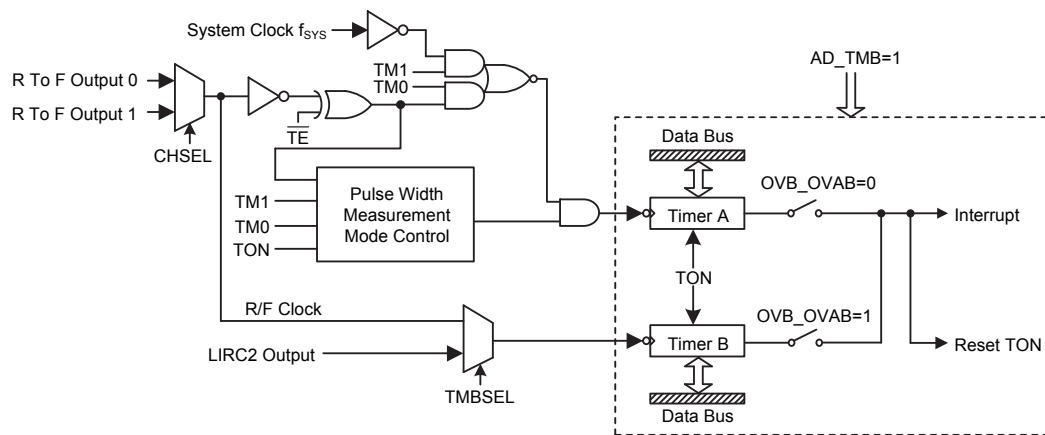 System Clock fSYS
AD_TMB=1
R To F Output 0
TM1
TM0
R To F Output 1
TE
CHSEL
Data Bus
OVB_OVAB=0
TM1
TM0
TON
Pulse Width
Measurement
Mode Control
Timer A
Interrupt
TON
R/F Clock
OVB_OVAB=1
LIRC2 Output
Timer B
Reset TON
TMBSEL
Data Bus